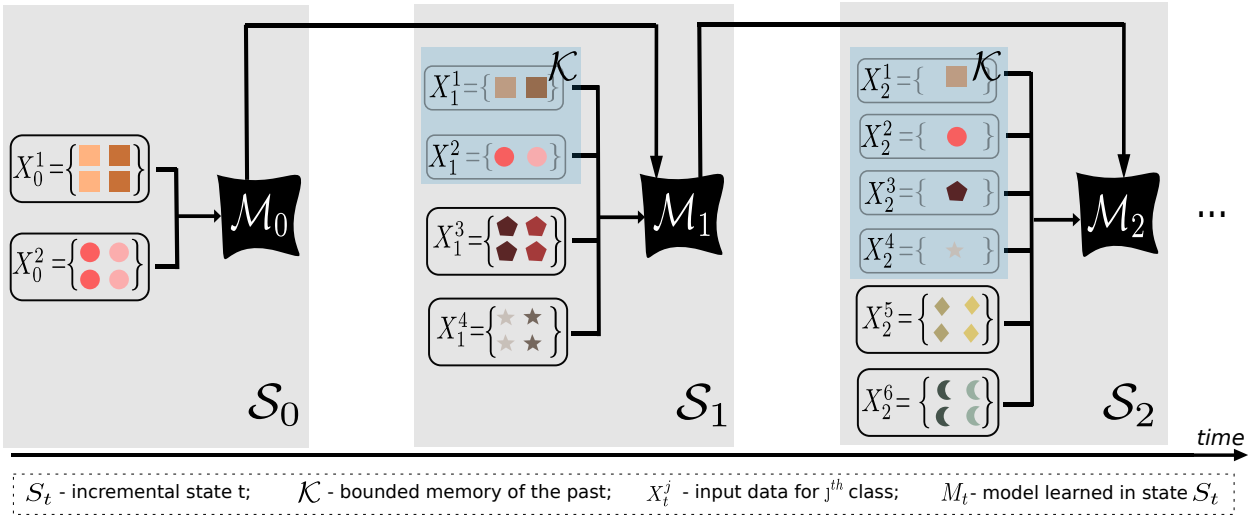 X_0^1={ }
X_0^2={ }
M_0
S_0
K
X_1^1={ }
X_1^2={ }
X_1^3={ }
X_1^4={ }
M_1
S_1
K
X_2^1={ }
X_2^2={ }
X_2^3={ }
X_2^4={ }
X_2^5={ }
X_2^6={ }
M_2
S_2
...
time
S_t - incremental state t; K - bounded memory of the past; X_t^j - input data for ȷ^th class; M_t- model learned in state S_t